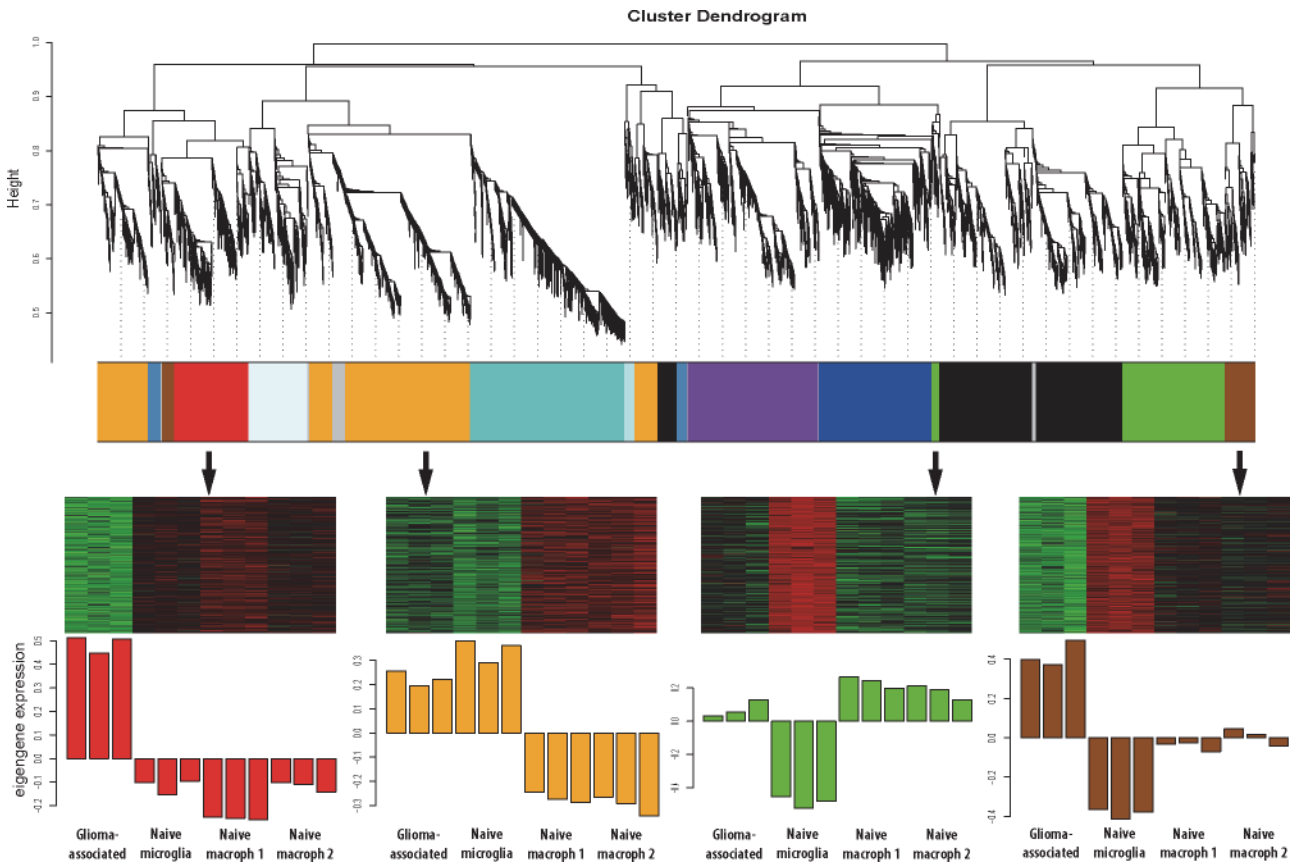 Cluster Dendrogram
Height
1.0
0.9
0.8
0.7
0.6
0.5
eigengene expression
0.5
0.4
0.3
0.2
0.1
0.0
-0.1
-0.2
0.3
0.2
0.1
0.0
-0.1
-0.2
-0.3
0.2
0.0
-0.2
-0.4
0.4
0.2
0.0
-0.2
-0.4
Glioma-associated
Naive microglia
Naive macroph 1
Naive macroph 2
Glioma-associated
Naive microglia
Naive macroph 1
Naive macroph 2
Glioma-associated
Naive microglia
Naive macroph 1
Naive macroph 2
Glioma-associated
Naive microglia
Naive macroph 1
Naive macroph 2